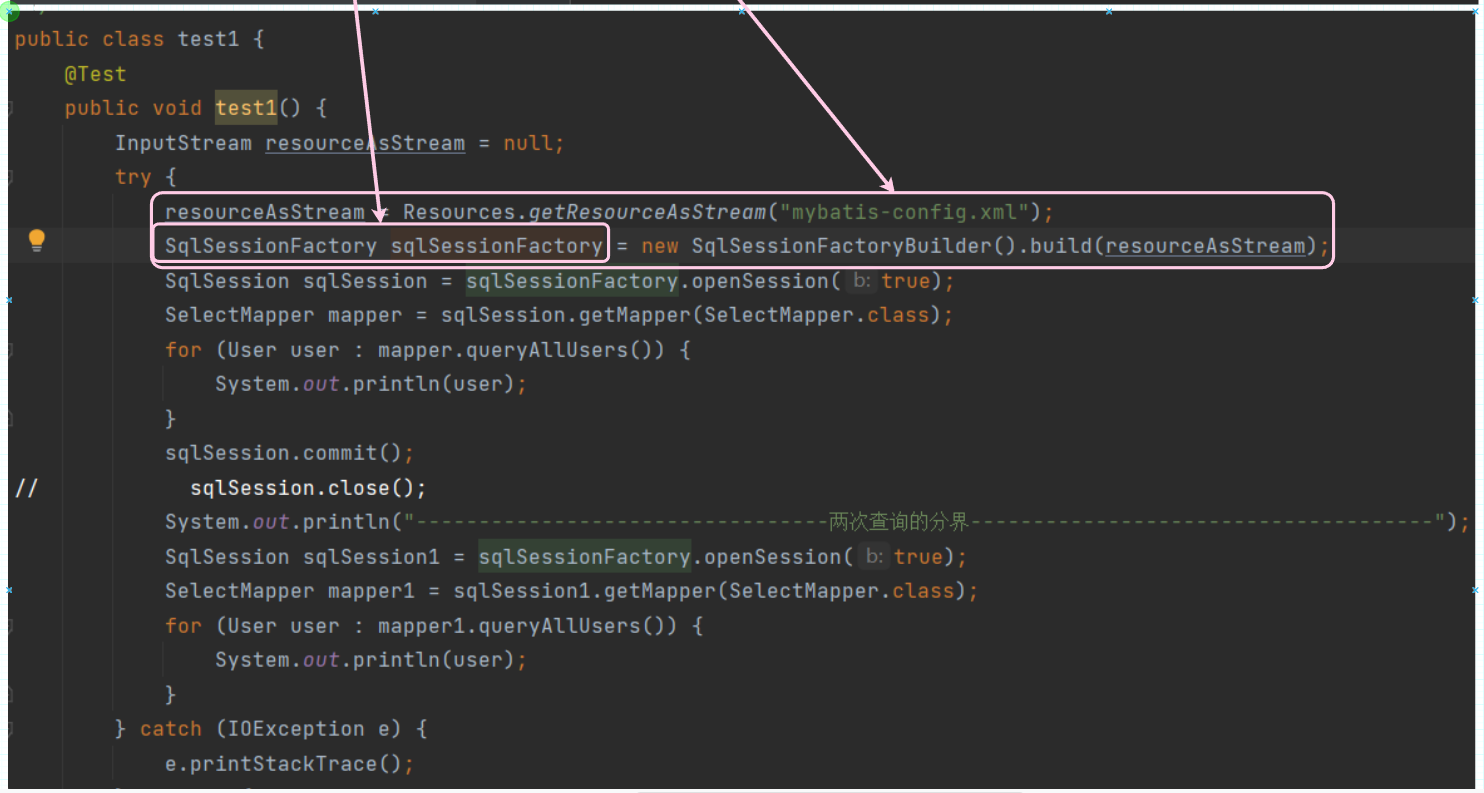 public class test1 {
@Test
public void test1() {
InputStream resourceAsStream = null;
try {
resourceAsStream = Resources.getResourceAsStream("mybatis-config.xml");
SqlSessionFactory sqlSessionFactory = new SqlSessionFactoryBuilder().build(resourceAsStream);
SqlSession sqlSession = sqlSessionFactory.openSession( b: true);
SelectMapper mapper = sqlSession.getMapper(SelectMapper.class);
for (User user : mapper.queryAllUsers()) {
System.out.println(user);
}
sqlSession.commit();
// sqlSession.close();
System.out.println("---------------------------------两次查询的分界-------------------------------------");
SqlSession sqlSession1 = sqlSessionFactory.openSession( b: true);
SelectMapper mapper1 = sqlSession1.getMapper(SelectMapper.class);
for (User user : mapper1.queryAllUsers()) {
System.out.println(user);
}
} catch (IOException e) {
e.printStackTrace();